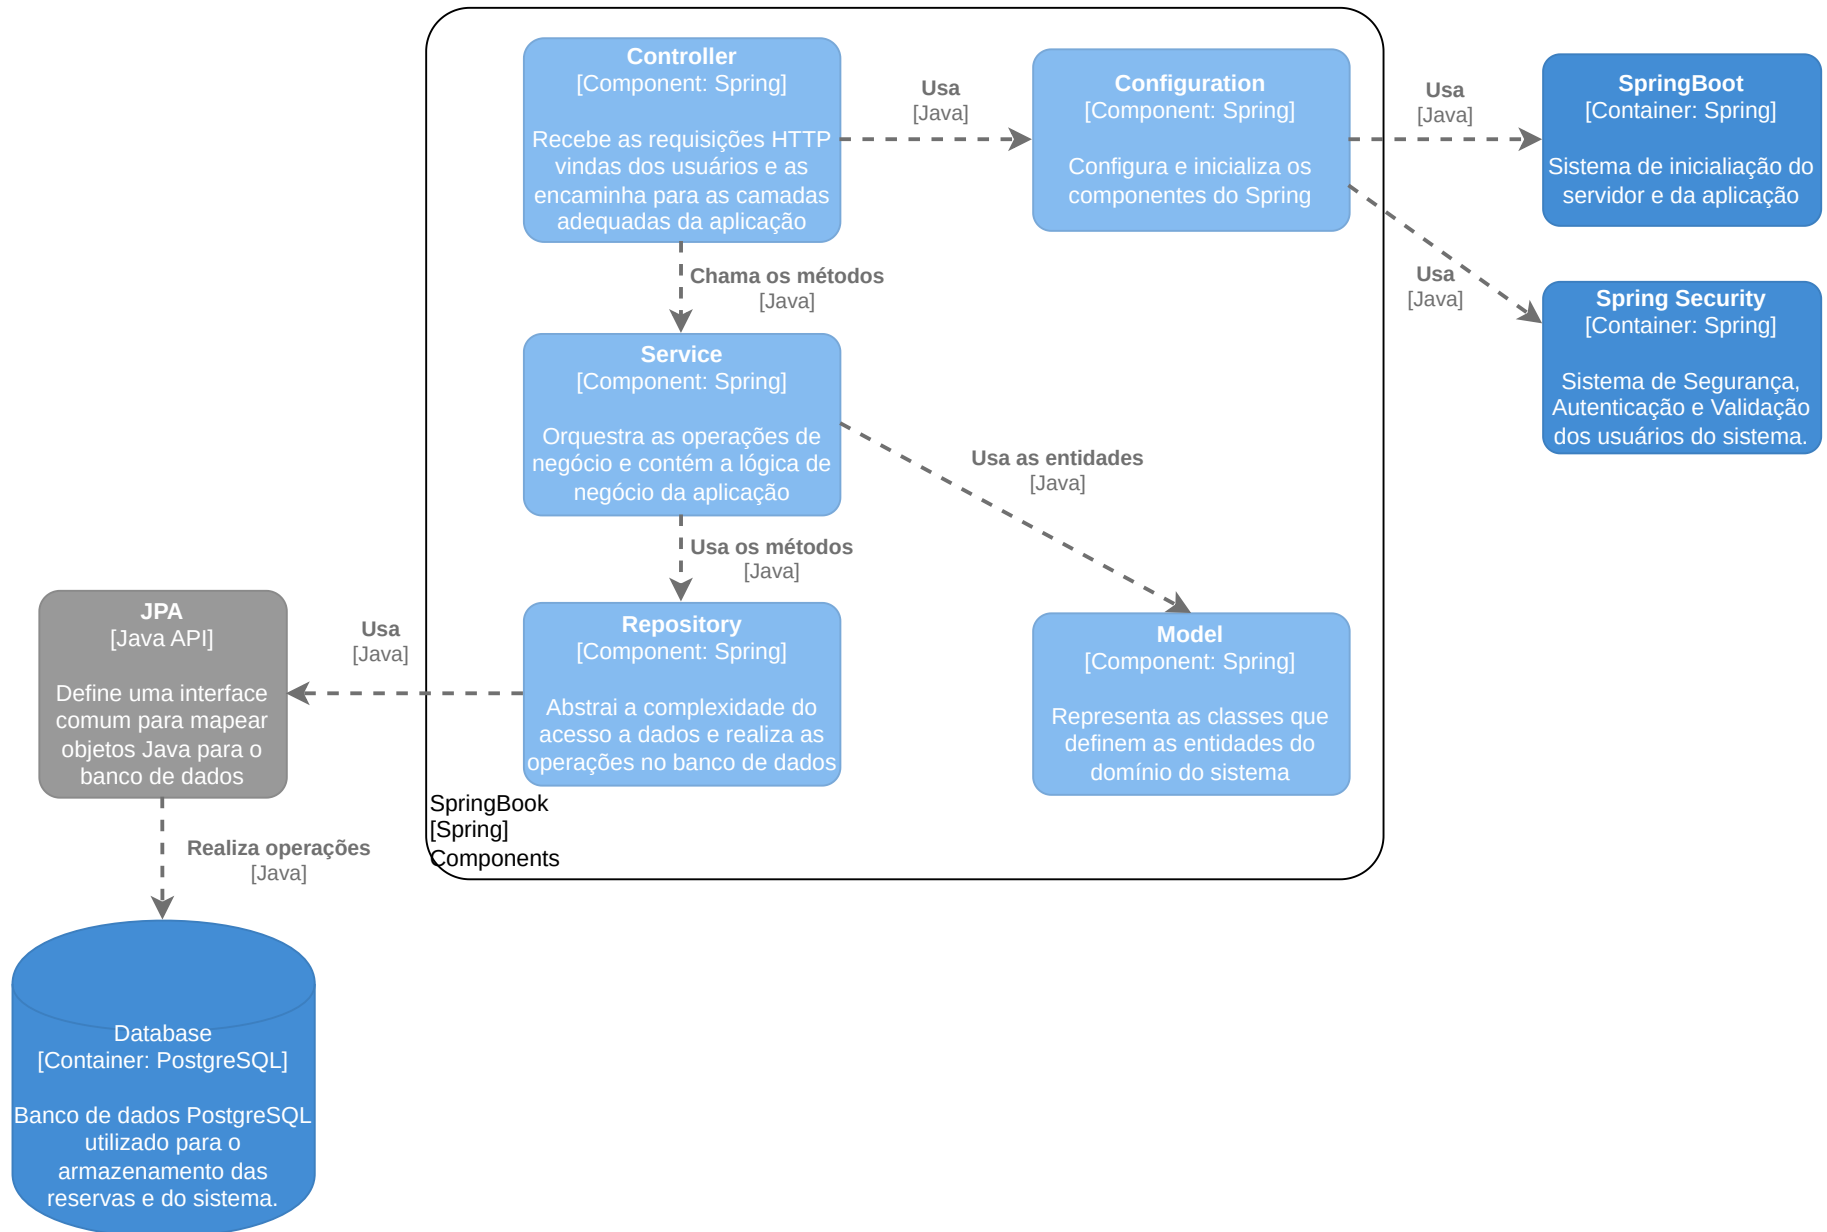 Controller
[Component: Spring]
Recebe as requisições HTTP
vindas dos usuários e as
encaminha para as camadas
adequadas da aplicação
Usa
[Java]
Configuration
[Component: Spring]
Configura e inicializa os
componentes do Spring
Usa
[Java]
SpringBoot
[Container: Spring]
Sistema de inicialiação do
servidor e da aplicação
Chama os métodos
[Java]
Usa
[Java]
Spring Security
[Container: Spring]
Sistema de Segurança,
Autenticação e Validação
dos usuários do sistema.
Service
[Component: Spring]
Orquestra as operações de
negócio e contém a lógica de
negócio da aplicação
Usa as entidades
[Java]
Usa os métodos
[Java]
JPA
[Java API]
Define uma interface
comum para mapear
objetos Java para o
banco de dados
Usa
[Java]
Repository
[Component: Spring]
Abstrai a complexidade do
acesso a dados e realiza as
operações no banco de dados
Model
[Component: Spring]
Representa as classes que
definem as entidades do
domínio do sistema
SpringBook
[Spring]
Components
Realiza operações
[Java]
Database
[Container: PostgreSQL]
Banco de dados PostgreSQL
utilizado para o
armazenamento das
reservas e do sistema.